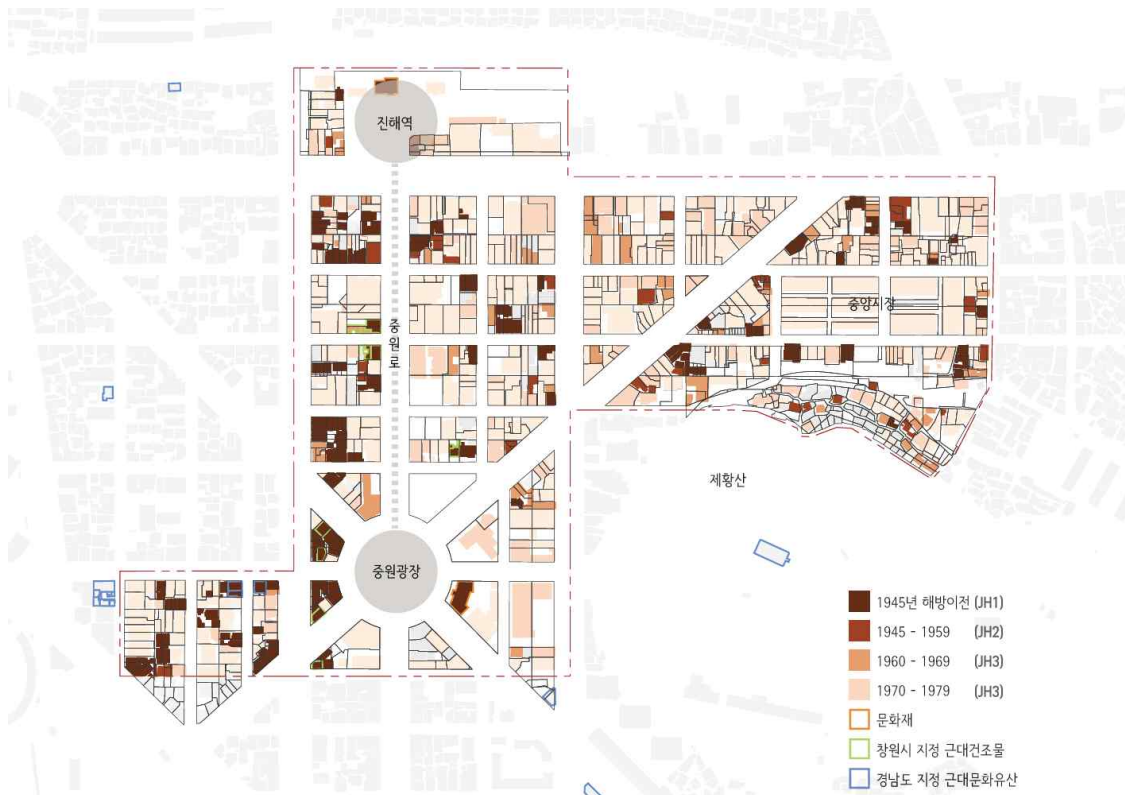 진해역
중원로
중앙시장
제황산
중원광장
1945년 해방이전 (JH1)
1945 - 1959 (JH2)
1960 - 1969 (JH3)
1970 - 1979 (JH3)
문화재
창원시 지정 근대건조물
경남도 지정 근대문화유산